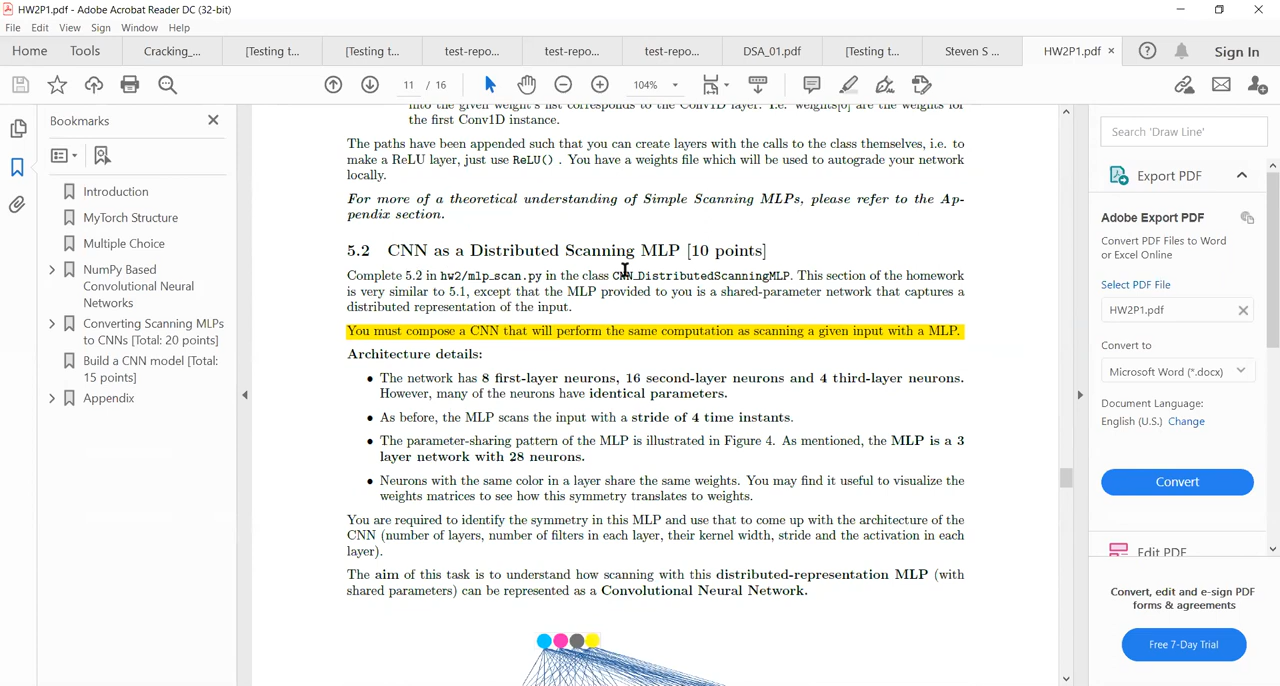 HW2P1.pdf - Adobe Acrobat Reader DC (32-bit)
File Edit View Sign Window Help
Home Tools Cracking_... [Testing t... [Testing t... test-repo... test-repo... test-repo... DSA_01.pdf [Testing t... Steven S ... HW2P1.pdf × Sign In
11 / 16 104%
Bookmarks
Introduction
MyTorch Structure
Multiple Choice
NumPy Based
Convolutional Neural
Networks
Converting Scanning MLPs
to CNNs [Total: 20 points]
Build a CNN model [Total:
15 points]
Appendix
into the given weight's list corresponds to the Conv1D layer. I.e. weights[0] are the weights for
the first Conv1D instance.
The paths have been appended such that you can create layers with the calls to the class themselves, i.e. to
make a ReLU layer, just use ReLU() . You have a weights file which will be used to autograde your network
locally.
For more of a theoretical understanding of Simple Scanning MLPs, please refer to the Ap-
pendix section.
5.2 CNN as a Distributed Scanning MLP [10 points]
Complete 5.2 in hw2/mlp_scan.py in the class CNN_DistributedScanningMLP. This section of the homework
is very similar to 5.1, except that the MLP provided to you is a shared-parameter network that captures a
distributed representation of the input.
You must compose a CNN that will perform the same computation as scanning a given input with a MLP.
Architecture details:
• The network has 8 first-layer neurons, 16 second-layer neurons and 4 third-layer neurons.
However, many of the neurons have identical parameters.
• As before, the MLP scans the input with a stride of 4 time instants.
• The parameter-sharing pattern of the MLP is illustrated in Figure 4. As mentioned, the MLP is a 3
layer network with 28 neurons.
• Neurons with the same color in a layer share the same weights. You may find it useful to visualize the
weights matrices to see how this symmetry translates to weights.
You are required to identify the symmetry in this MLP and use that to come up with the architecture of the
CNN (number of layers, number of filters in each layer, their kernel width, stride and the activation in each
layer).
The aim of this task is to understand how scanning with this distributed-representation MLP (with
shared parameters) can be represented as a Convolutional Neural Network.
Search 'Draw Line'
Export PDF
Adobe Export PDF
Convert PDF Files to Word
or Excel Online
Select PDF File
HW2P1.pdf
Convert to
Microsoft Word (*.docx)
Document Language:
English (U.S.) Change
Convert
Edit PDF
Convert, edit and e-sign PDF
forms & agreements
Free 7-Day Trial